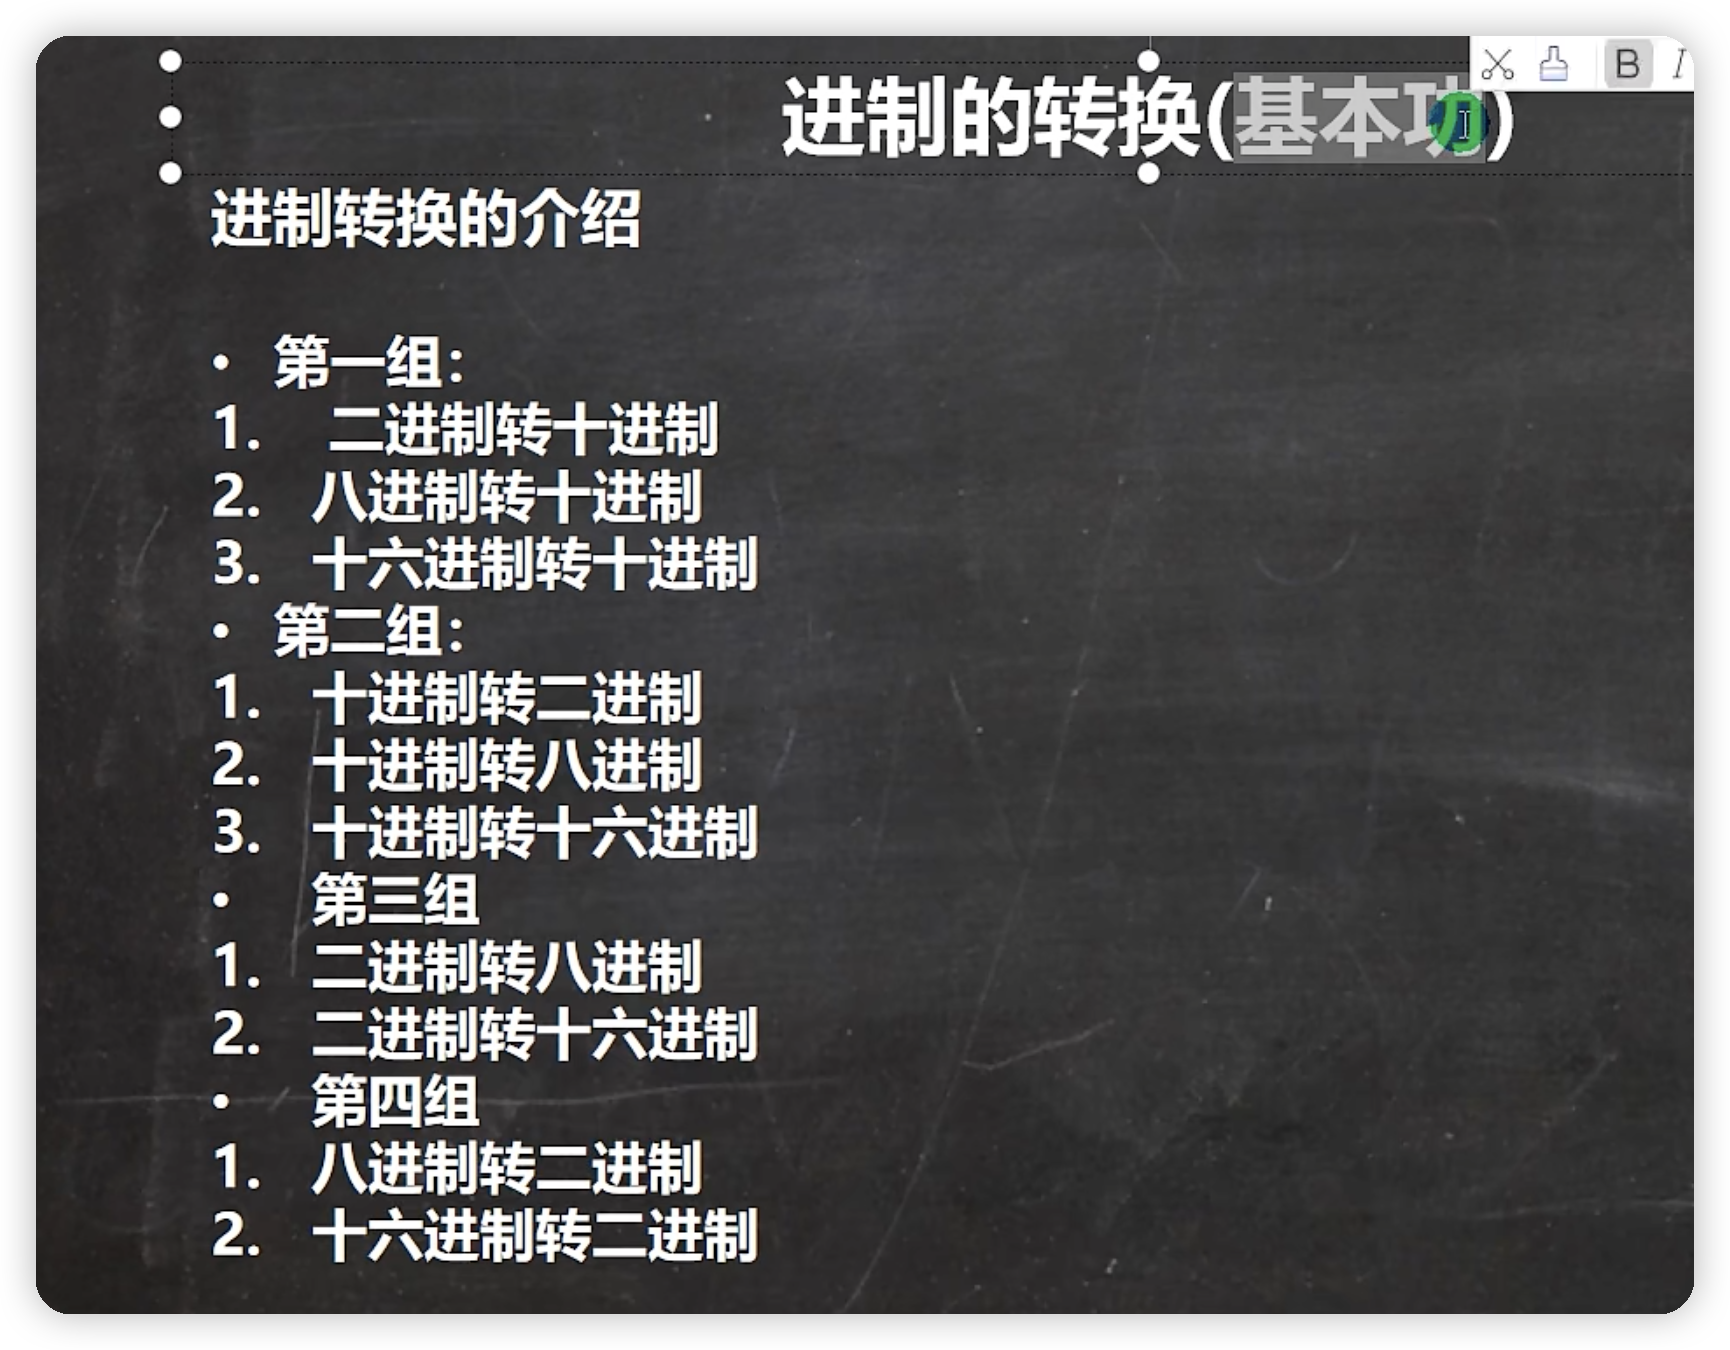 进制的转换(基本功)
B I
进制转换的介绍
• 第一组：
1. 二进制转十进制
2. 八进制转十进制
3. 十六进制转十进制
• 第二组：
1. 十进制转二进制
2. 十进制转八进制
3. 十进制转十六进制
• 第三组
1. 二进制转八进制
2. 二进制转十六进制
• 第四组
1. 八进制转二进制
2. 十六进制转二进制